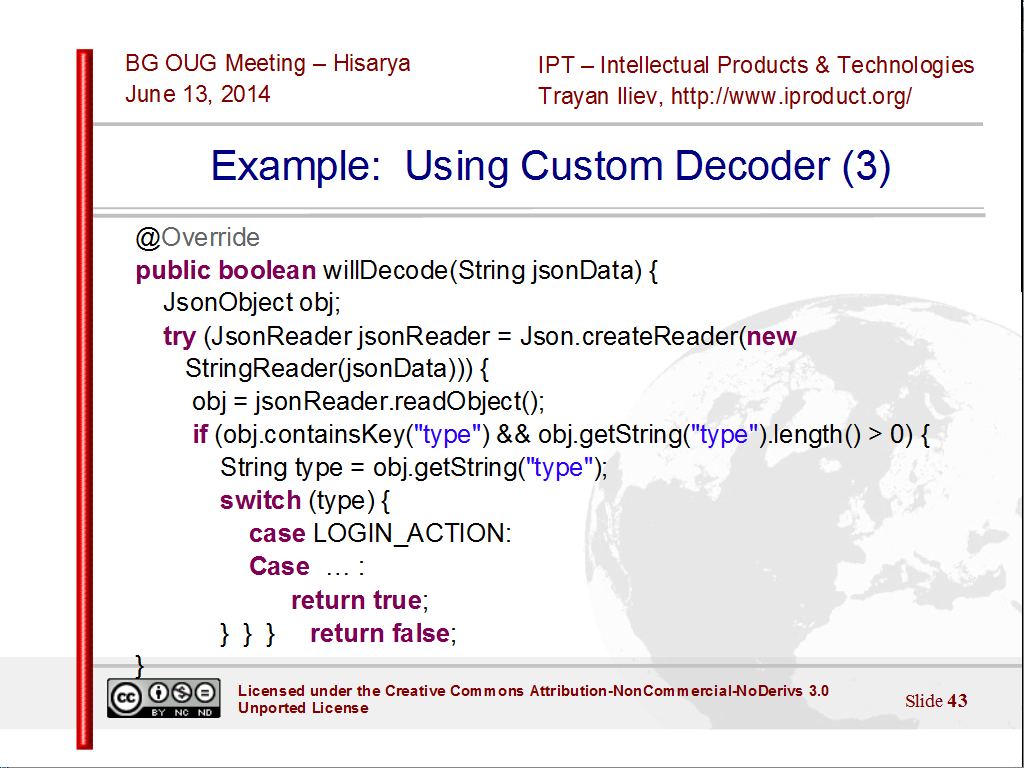 BG OUG Meeting – Hisarya
June 13, 2014
IPT – Intellectual Products & Technologies
Trayan Iliev, http://www.iproduct.org/
Example:  Using Custom Decoder (3)
@Override
public boolean willDecode(String jsonData) {
JsonObject obj;
try (JsonReader jsonReader = Json.createReader(new
StringReader(jsonData))) {
obj = jsonReader.readObject();
if (obj.containsKey("type") && obj.getString("type").length() > 0) {
String type = obj.getString("type");
switch (type) {
case LOGIN_ACTION:
Case  … :
return true;
}  }  }     return false;
}
cc BY NC ND
Licensed under the Creative Commons Attribution-NonCommercial-NoDerivs 3.0
Unported License
Slide 43